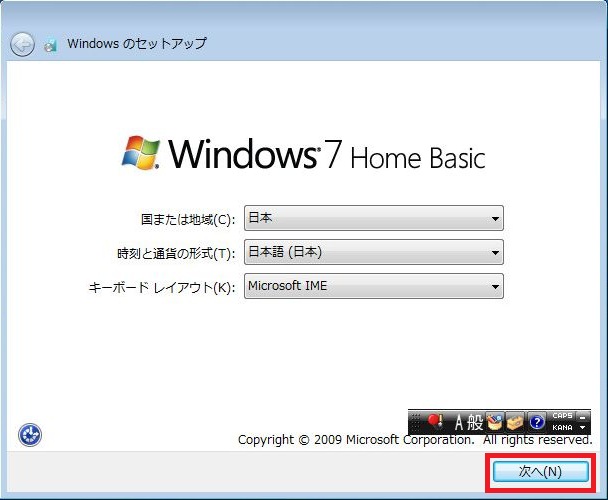 Windows のセットアップ
Windows 7 Home Basic
国または地域(C): 日本
時刻と通貨の形式(T): 日本語 (日本)
キーボード レイアウト(K): Microsoft IME
A 般 ? CAPS
KANA
Copyright © 2009 Microsoft Corporation. All rights reserved.
次へ(N)